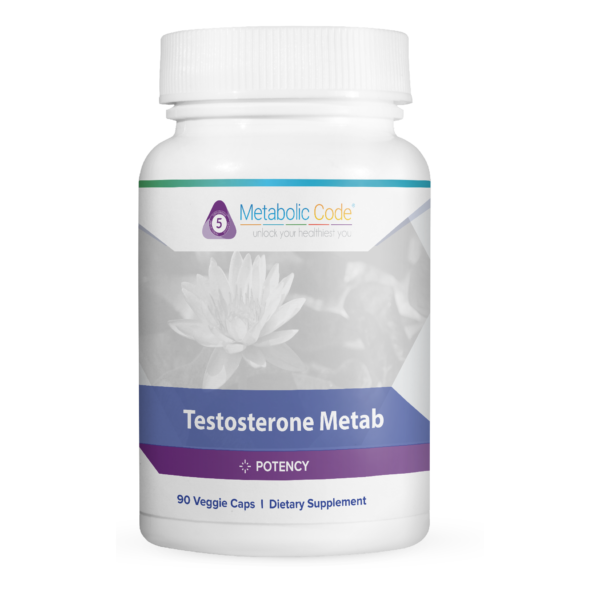 5
Metabolic Code®
unlock your healthiest you
Testosterone Metab
POTENCY
90 Veggie Caps | Dietary Supplement